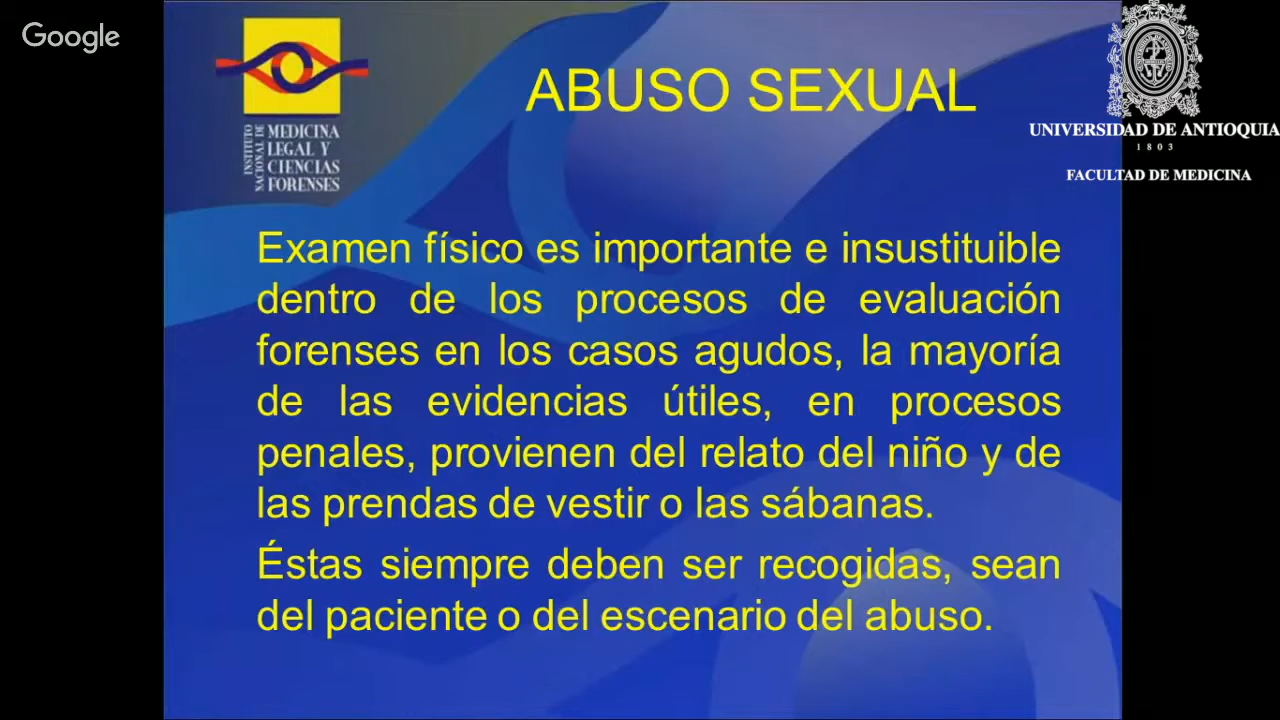 Google
INSTITUTO
NACIONAL DE
MEDICINA
LEGAL Y
CIENCIAS
FORENSES
ABUSO SEXUAL
UNIVERSIDAD DE ANTIOQUIA
1803
FACULTAD DE MEDICINA
Examen físico es importante e insustituible
dentro de los procesos de evaluación
forenses en los casos agudos, la mayoría
de las evidencias útiles, en procesos
penales, provienen del relato del niño y de
las prendas de vestir o las sábanas.
Éstas siempre deben ser recogidas, sean
del paciente o del escenario del abuso.